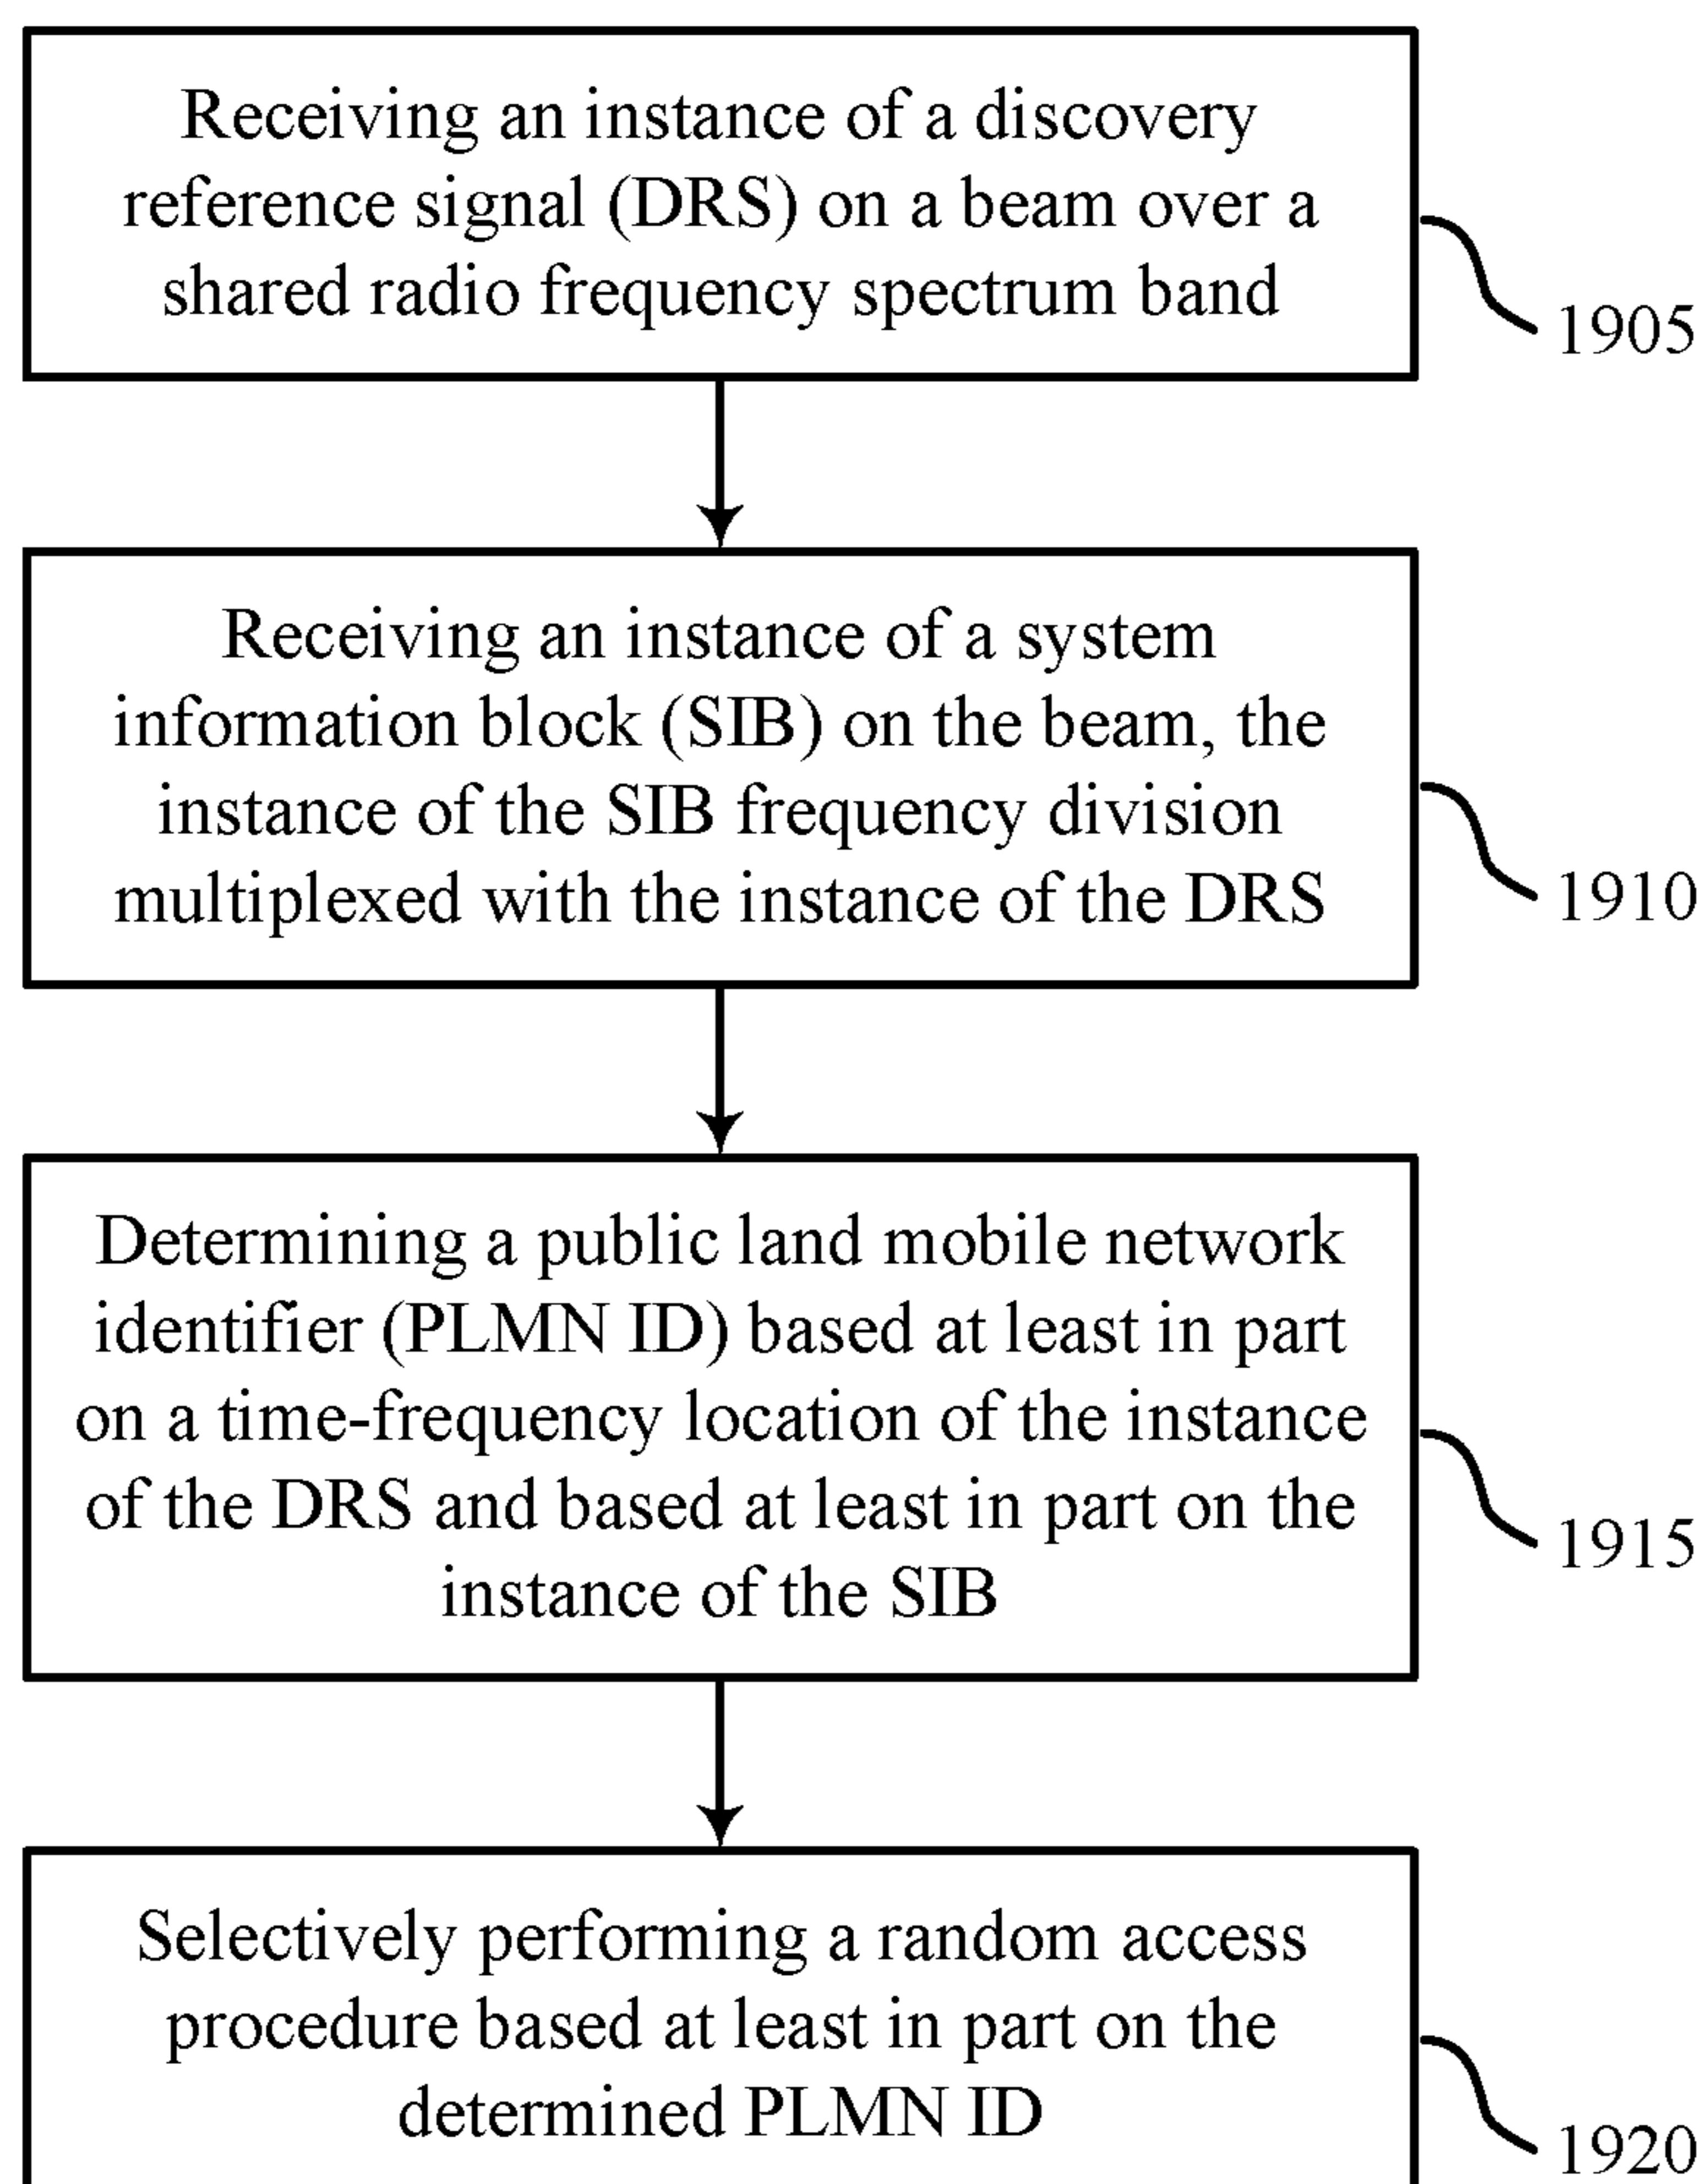 Receiving an instance of a discovery
reference signal (DRS) on a beam over a
shared radio frequency spectrum band
1905
Receiving an instance of a system
information block (SIB) on the beam, the
instance of the SIB frequency division
multiplexed with the instance of the DRS
1910
Determining a public land mobile network
identifier (PLMN ID) based at least in part
on a time-frequency location of the instance
of the DRS and based at least in part on the
instance of the SIB
1915
Selectively performing a random access
procedure based at least in part on the
determined PLMN ID
1920